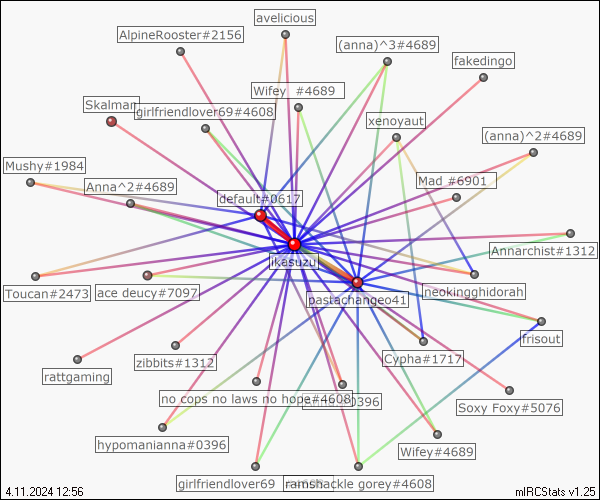 avelicious
AlpineRooster#2156
(anna)^3#4689
fakedingo
Wifey #4689
Skalman
girlfriendlover69#4608
xenoyaut
(anna)^2#4689
Mushy#1984
Anna^2#4689
Mad #6901
default#0617
Annarchist#1312
ikasuzu
Toucan#2473
ace deucy#7097
pastachangeo41
neokingghidorah
frisout
zibbits#1312
Cypha#1717
rattgaming
no cops no laws no hope#4608
0396
Soxy Foxy#5076
hypomanianna#0396
Wifey#4689
girlfriendlover69
ramshackle gorey#4608
4.11.2024 12:56
mIRCStats v1.25